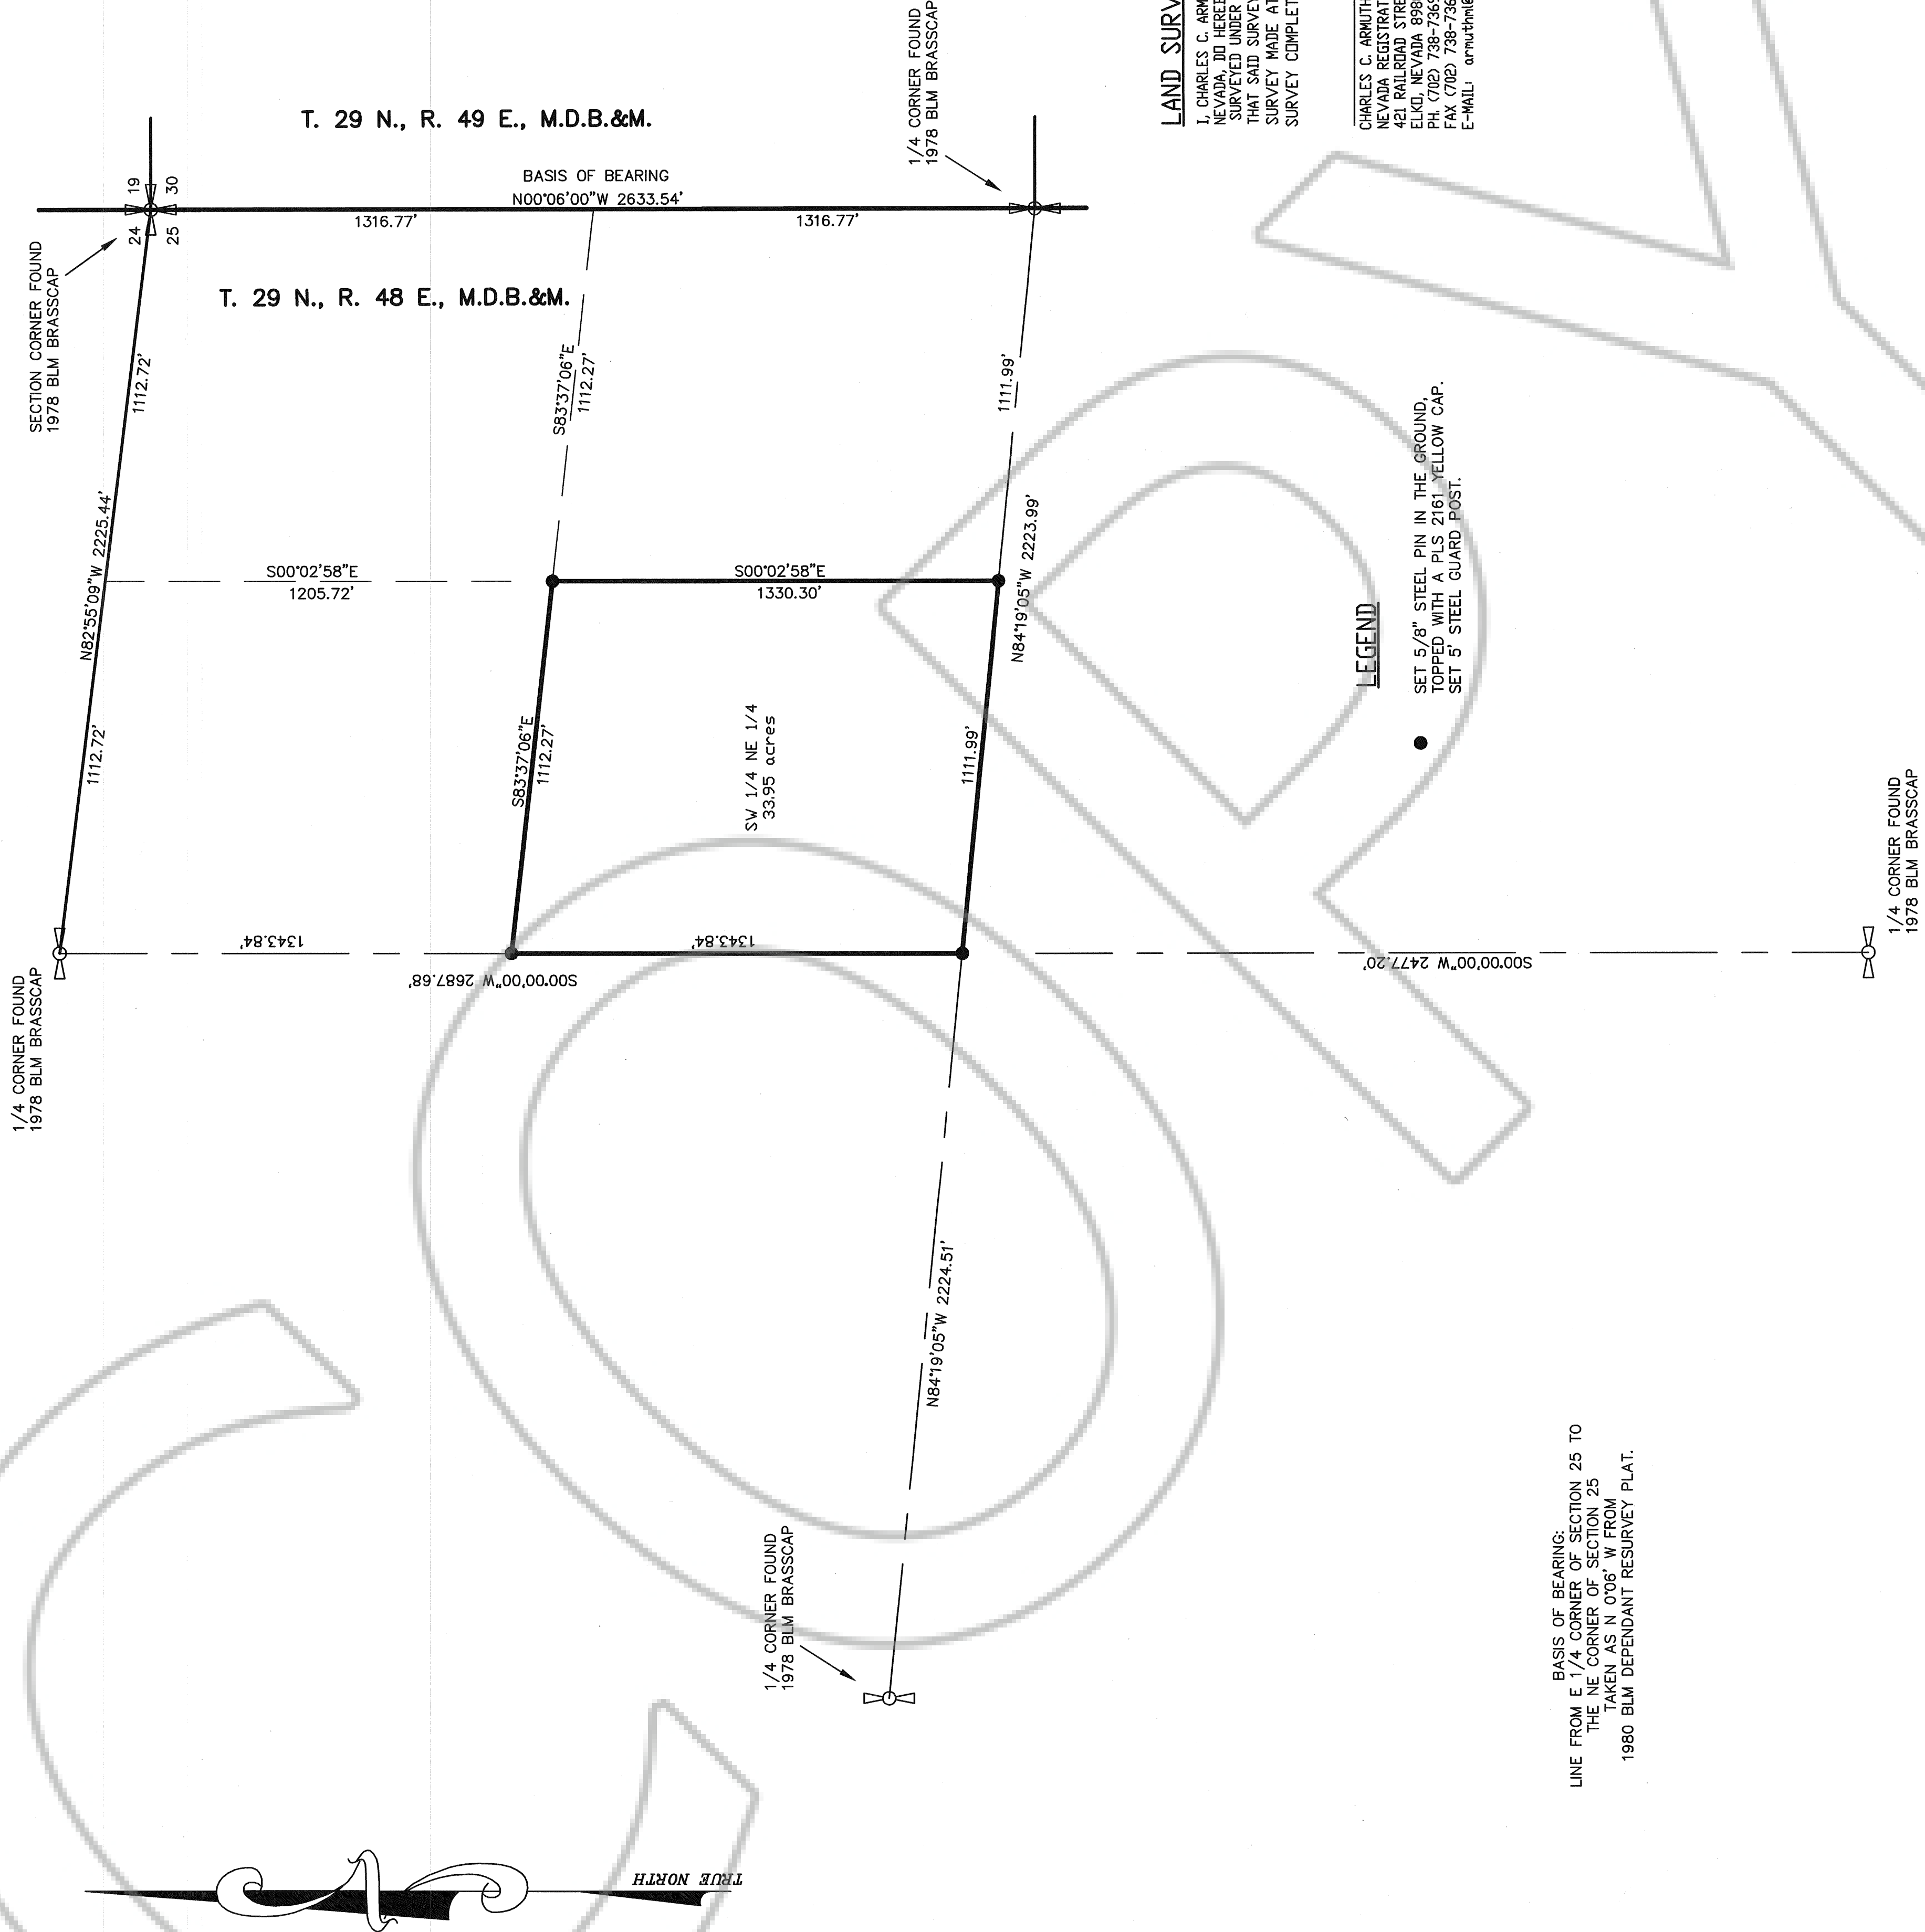 T. 29 N., R. 49 E., M.D.B.&M.
BASIS OF BEARING
N00°06'00"W 2633.54'
1316.77'
1316.77'
19
30
24
25
SECTION CORNER FOUND
1978 BLM BRASSCAP
1/4 CORNER FOUND
1978 BLM BRASSCAP
T. 29 N., R. 48 E., M.D.B.&M.
1112.72'
N82°55'09"W 2225.44'
1112.72'
S83°37'06"E
1112.27'
1111.99'
N84°19'05"W 2223.99'
S00°02'58"E
1205.72'
S00°02'58"E
1330.30'
S83°37'06"E
1112.27'
SW 1/4 NE 1/4
33.95 acres
1111.99'
1343.84'
1343.84'
S00°00'00"W 2687.68'
S00°00'00"W 2477.20'
1/4 CORNER FOUND
1978 BLM BRASSCAP
1/4 CORNER FOUND
1978 BLM BRASSCAP
N84°19'05"W 2224.51'
1/4 CORNER FOUND
1978 BLM BRASSCAP
LAND SURV
I, CHARLES C. ARM
NEVADA, DO HEREB
SURVEYED UNDER
THAT SAID SURVEY
SURVEY MADE AT
SURVEY COMPLET
CHARLES C. ARMUTH
NEVADA REGISTRAT
421 RAILROAD STRE
ELKO, NEVADA 898
PH. (702) 738-736
FAX (702) 738-736
E-MAIL: armuthml@
LEGEND
SET 5/8" STEEL PIN IN THE GROUND,
TOPPED WITH A PLS 2161 YELLOW CAP.
SET 5' STEEL GUARD POST.
BASIS OF BEARING:
LINE FROM E 1/4 CORNER OF SECTION 25 TO
THE NE CORNER OF SECTION 25
TAKEN AS N 0°06' W FROM
1980 BLM DEPENDANT RESURVEY PLAT.
TRUE NORTH
N
COPY